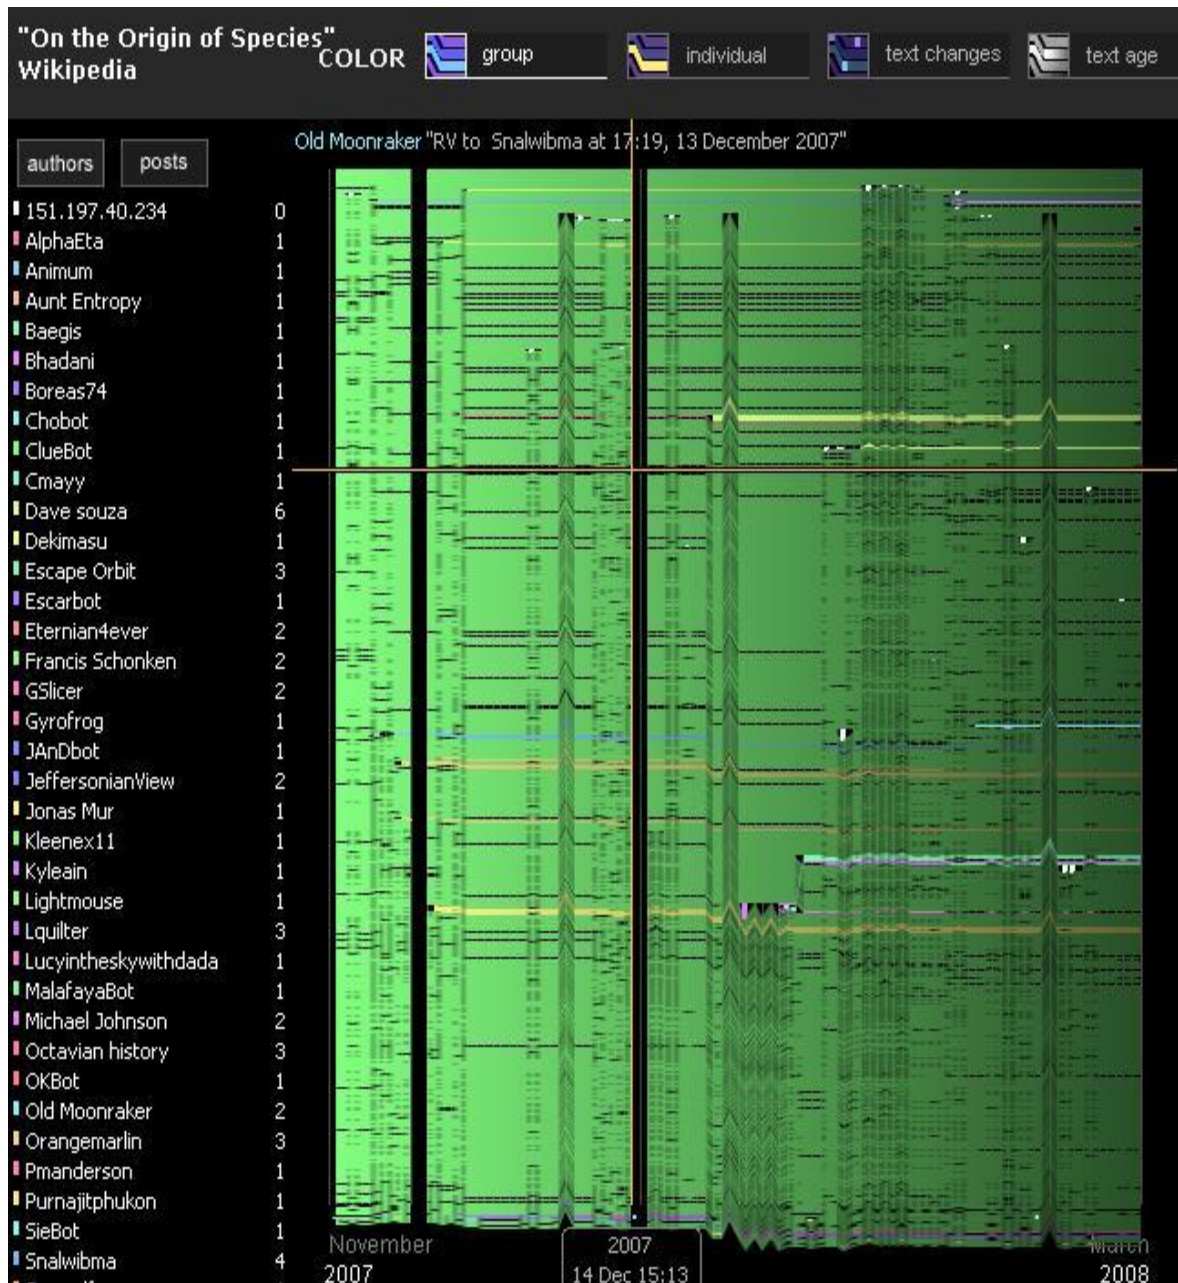 "On the Origin of Species"
Wikipedia
COLOR group individual text changes text age
Old Moonraker "RV to Snalwibma at 17:19, 13 December 2007"
authors posts
151.197.40.234 0
AlphaEta 1
Animum 1
Aunt Entropy 1
Baegis 1
Bhadani 1
Boreas74 1
Chobot 1
ClueBot 1
Cmayy 1
Dave souza 6
Dekimasu 1
Escape Orbit 3
Escarbot 1
Eternian4ever 2
Francis Schonken 2
GSlicer 2
Gyrofrog 1
JAnDbot 1
JeffersonianView 2
Jonas Mur 1
Kleenex11 1
Kyleain 1
Lightmouse 1
Lquilter 3
Lucyintheskywithdada 1
MalafayaBot 1
Michael Johnson 2
Octavian history 3
OKBot 1
Old Moonraker 2
Orangemarlin 3
Pmanderson 1
Purnajitphukon 1
SieBot 1
Snalwibma 4
November 2007 March
2007 14 Dec 15:13 2008